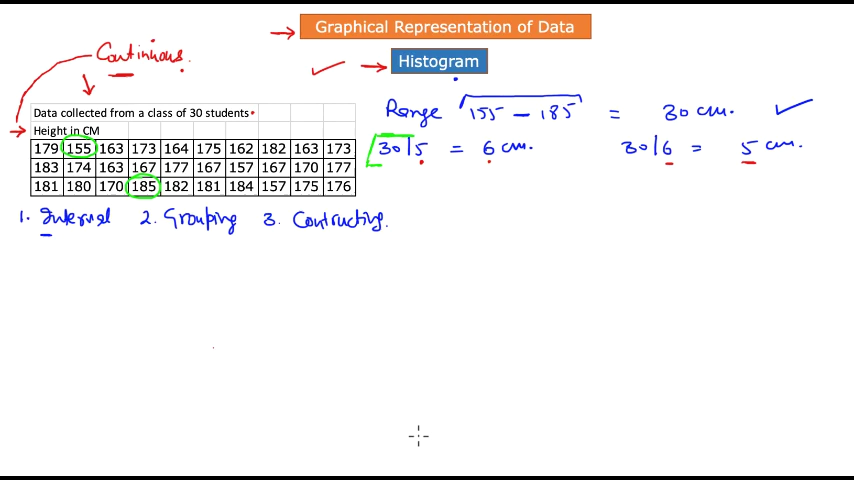 Graphical Representation of Data
Continuous.
Histogram
Data collected from a class of 30 students
Height in CM
179 155 163 173 164 175 162 182 163 173
183 174 163 167 177 167 157 167 170 177
181 180 170 185 182 181 184 157 175 176
Range 155 - 185 = 30 cm.
30/5 = 6 cm. 30/6 = 5 cm.
1. Interval 2. Grouping 3. Contructing.